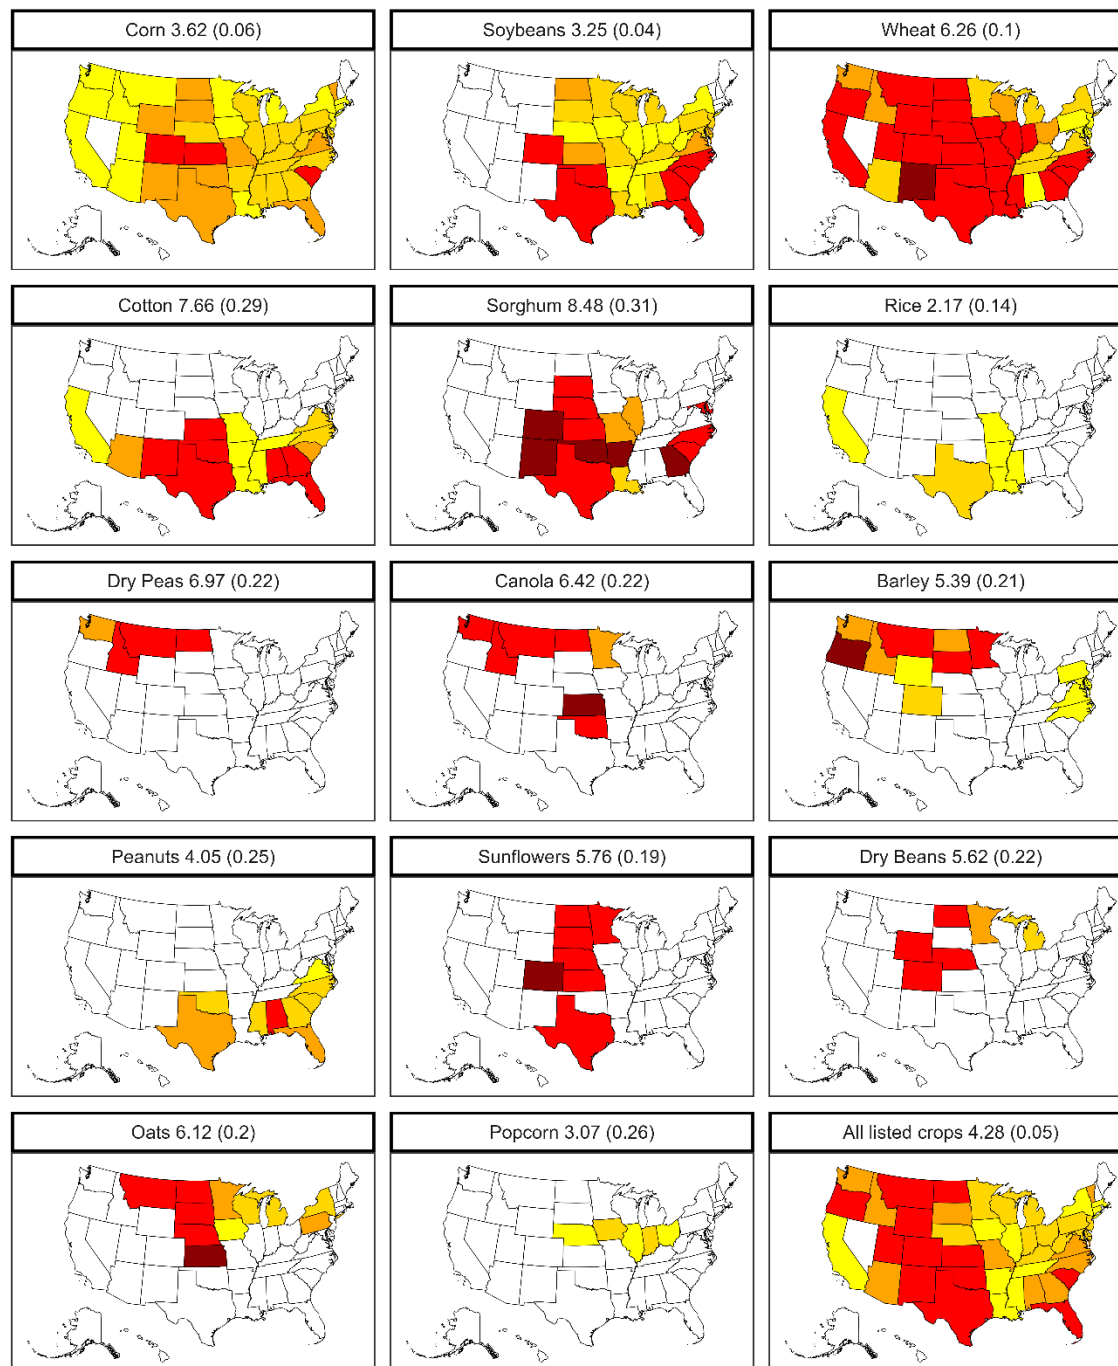 Corn 3.62 (0.06)
Soybeans 3.25 (0.04)
Wheat 6.26 (0.1)
Cotton 7.66 (0.29)
Sorghum 8.48 (0.31)
Rice 2.17 (0.14)
Dry Peas 6.97 (0.22)
Canola 6.42 (0.22)
Barley 5.39 (0.21)
Peanuts 4.05 (0.25)
Sunflowers 5.76 (0.19)
Dry Beans 5.62 (0.22)
Oats 6.12 (0.2)
Popcorn 3.07 (0.26)
All listed crops 4.28 (0.05)